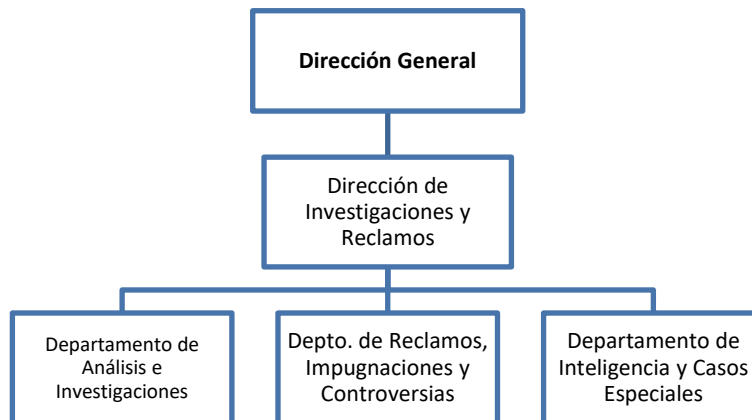 Dirección General
Dirección de
Investigaciones y
Reclamos
Departamento de
Análisis e
Investigaciones
Depto. de Reclamos,
Impugnaciones y
Controversias
Departamento de
Inteligencia y Casos
Especiales